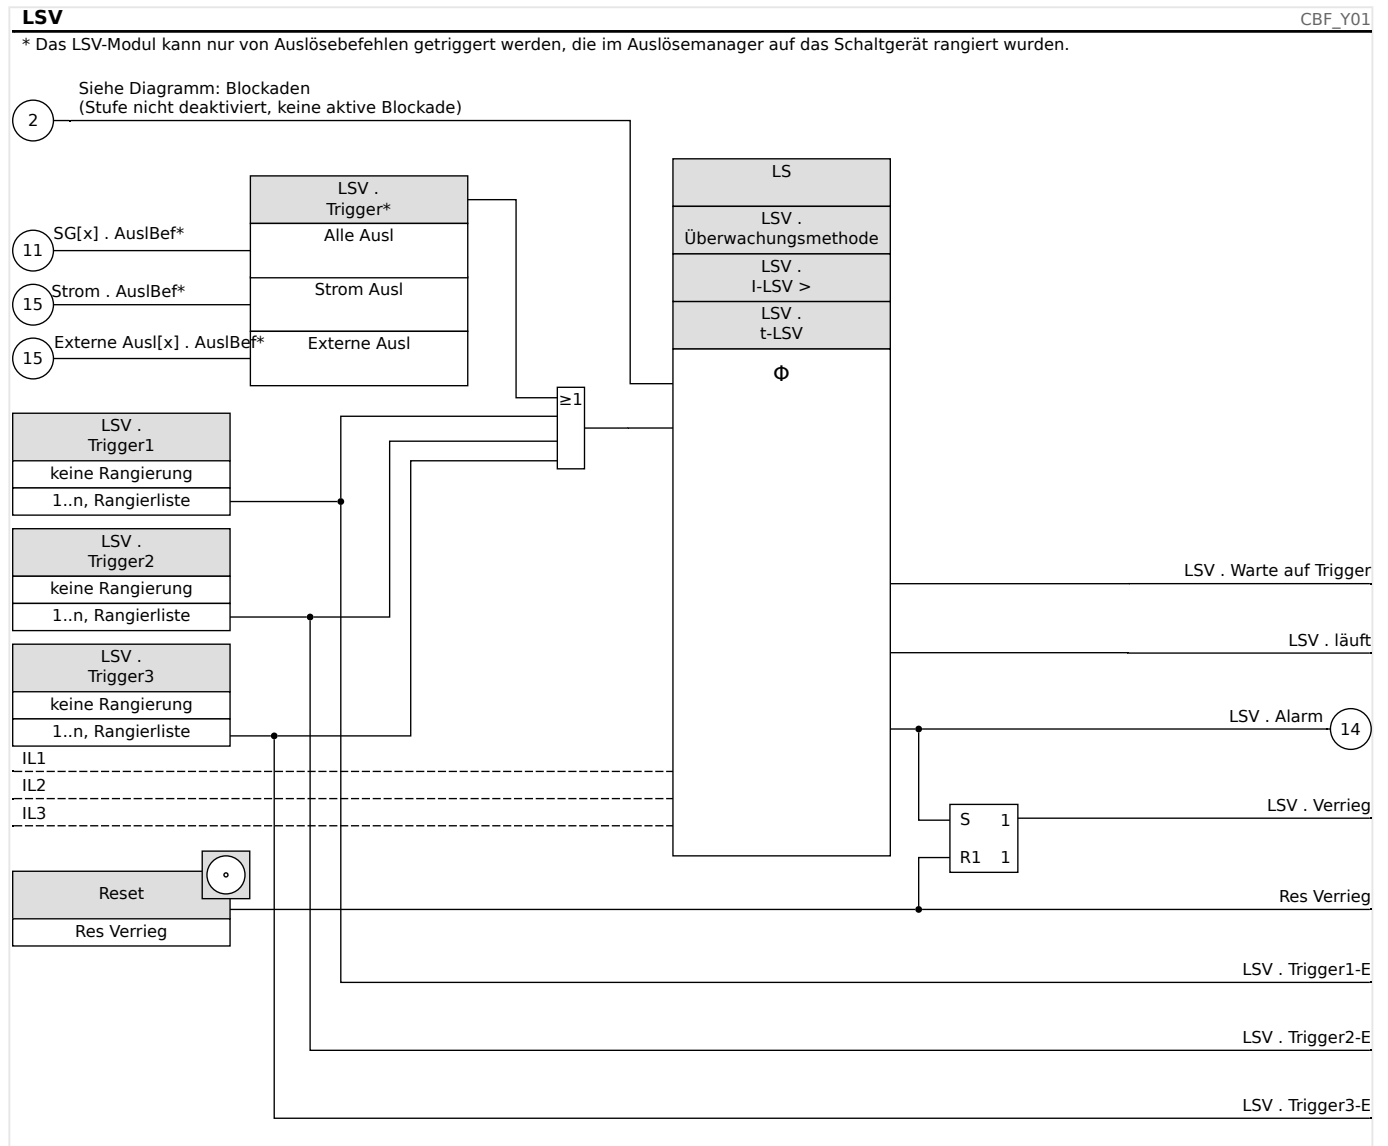 LSV
CBF_Y01
* Das LSV-Modul kann nur von Auslösebefehlen getriggert werden, die im Auslösemanager auf das Schaltgerät rangiert wurden.
Siehe Diagramm: Blockaden
(Stufe nicht deaktiviert, keine aktive Blockade)
2
LSV .
Trigger*
Alle Ausl
Strom Ausl
Externe Ausl
11
SG[x] . AuslBef*
15
Strom . AuslBef*
15
Externe Ausl[x] . AuslBef*
LS
LSV .
Überwachungsmethode
LSV .
I-LSV >
LSV .
t-LSV
Φ
≥1
LSV .
Trigger1
keine Rangierung
1..n, Rangierliste
LSV .
Trigger2
keine Rangierung
1..n, Rangierliste
LSV .
Trigger3
keine Rangierung
1..n, Rangierliste
IL1
IL2
IL3
LSV . Warte auf Trigger
LSV . läuft
LSV . Alarm
14
LSV . Verrieg
S 1
R1 1
Reset
Res Verrieg
Res Verrieg
LSV . Trigger1-E
LSV . Trigger2-E
LSV . Trigger3-E